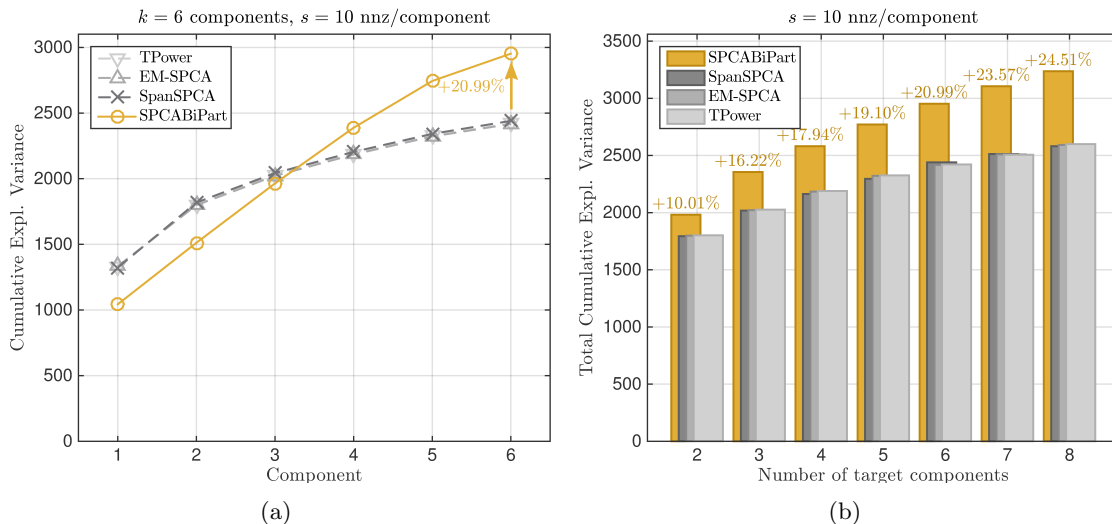 k = 6 components, s = 10 nnz/component
Cumulative Expl. Variance
3000
2500
2000
1500
1000
500
0
TPower
EM-SPCA
SpanSPCA
SPCABiPart
+20.99%
1 2 3 4 5 6
Component
(a)
s = 10 nnz/component
Total Cumulative Expl. Variance
3500
3000
2500
2000
1500
1000
500
0
SPCABiPart
SpanSPCA
EM-SPCA
TPower
+10.01%
+16.22%
+17.94%
+19.10%
+20.99%
+23.57%
+24.51%
2 3 4 5 6 7 8
Number of target components
(b)